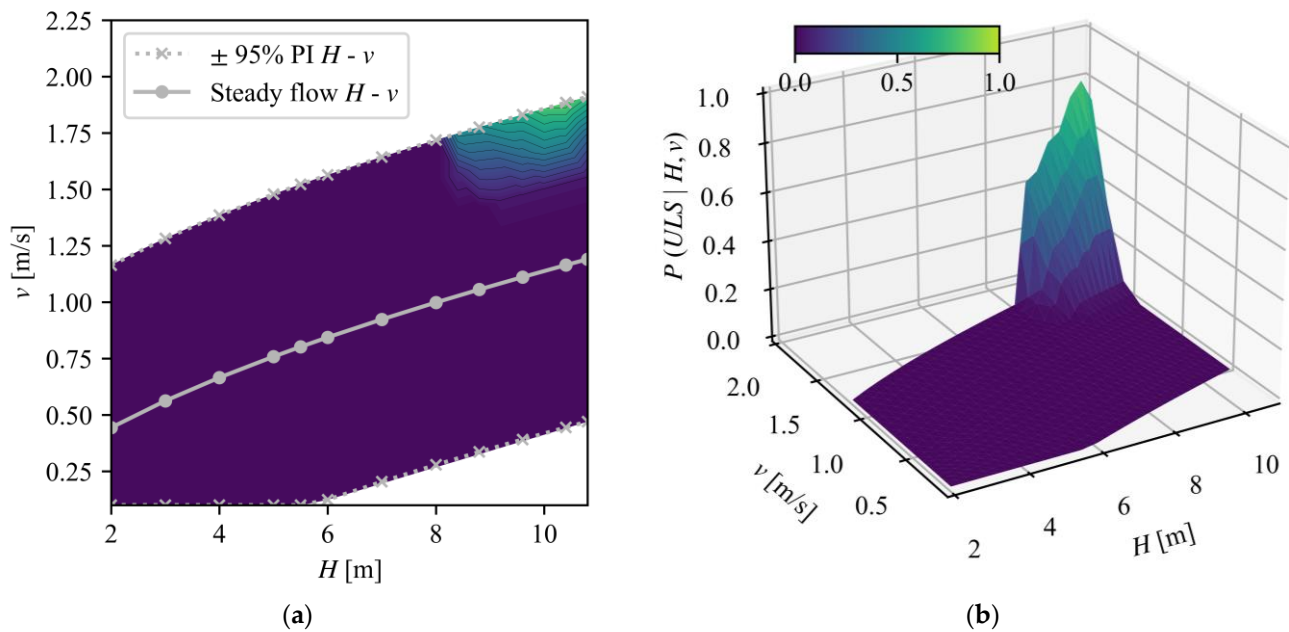 2.25
2.00
1.75
1.50
1.25
1.00
0.75
0.50
0.25
v [m/s]
± 95% PI H - v
Steady flow H - v
2 4 6 8 10
H [m]
(a)
0.0 0.5 1.0
1.0
0.8
0.6
0.4
0.2
0.0
P (ULS | H, v)
2.0
1.5
1.0
0.5
v [m/s]
2 4 6 8 10
H [m]
(b)